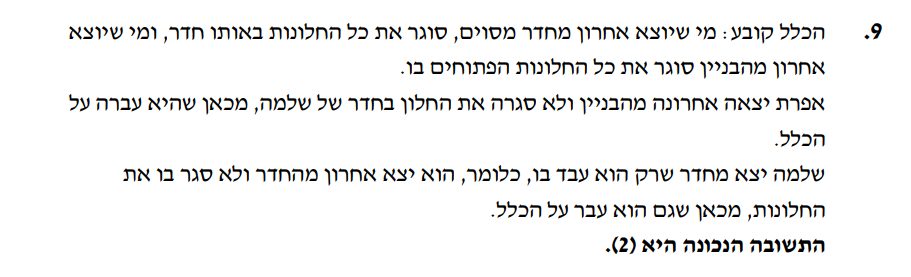 9. הכלל קובע: מי שיוצא אחרון מחדר מסוים, סוגר את כל החלונות באותו חדר, ומי שיוצא
אחרון מהבניין סוגר את כל החלונות הפתוחים בו.
אפרת יצאה אחרונה מהבניין ולא סגרה את החלון בחדר של שלמה, מכאן שהיא עברה על
הכלל.
שלמה יצא מחדר שרק הוא עבד בו, כלומר, הוא יצא אחרון מהחדר ולא סגר בו את
החלונות, מכאן שגם הוא עבר על הכלל.
התשובה הנכונה היא (2).